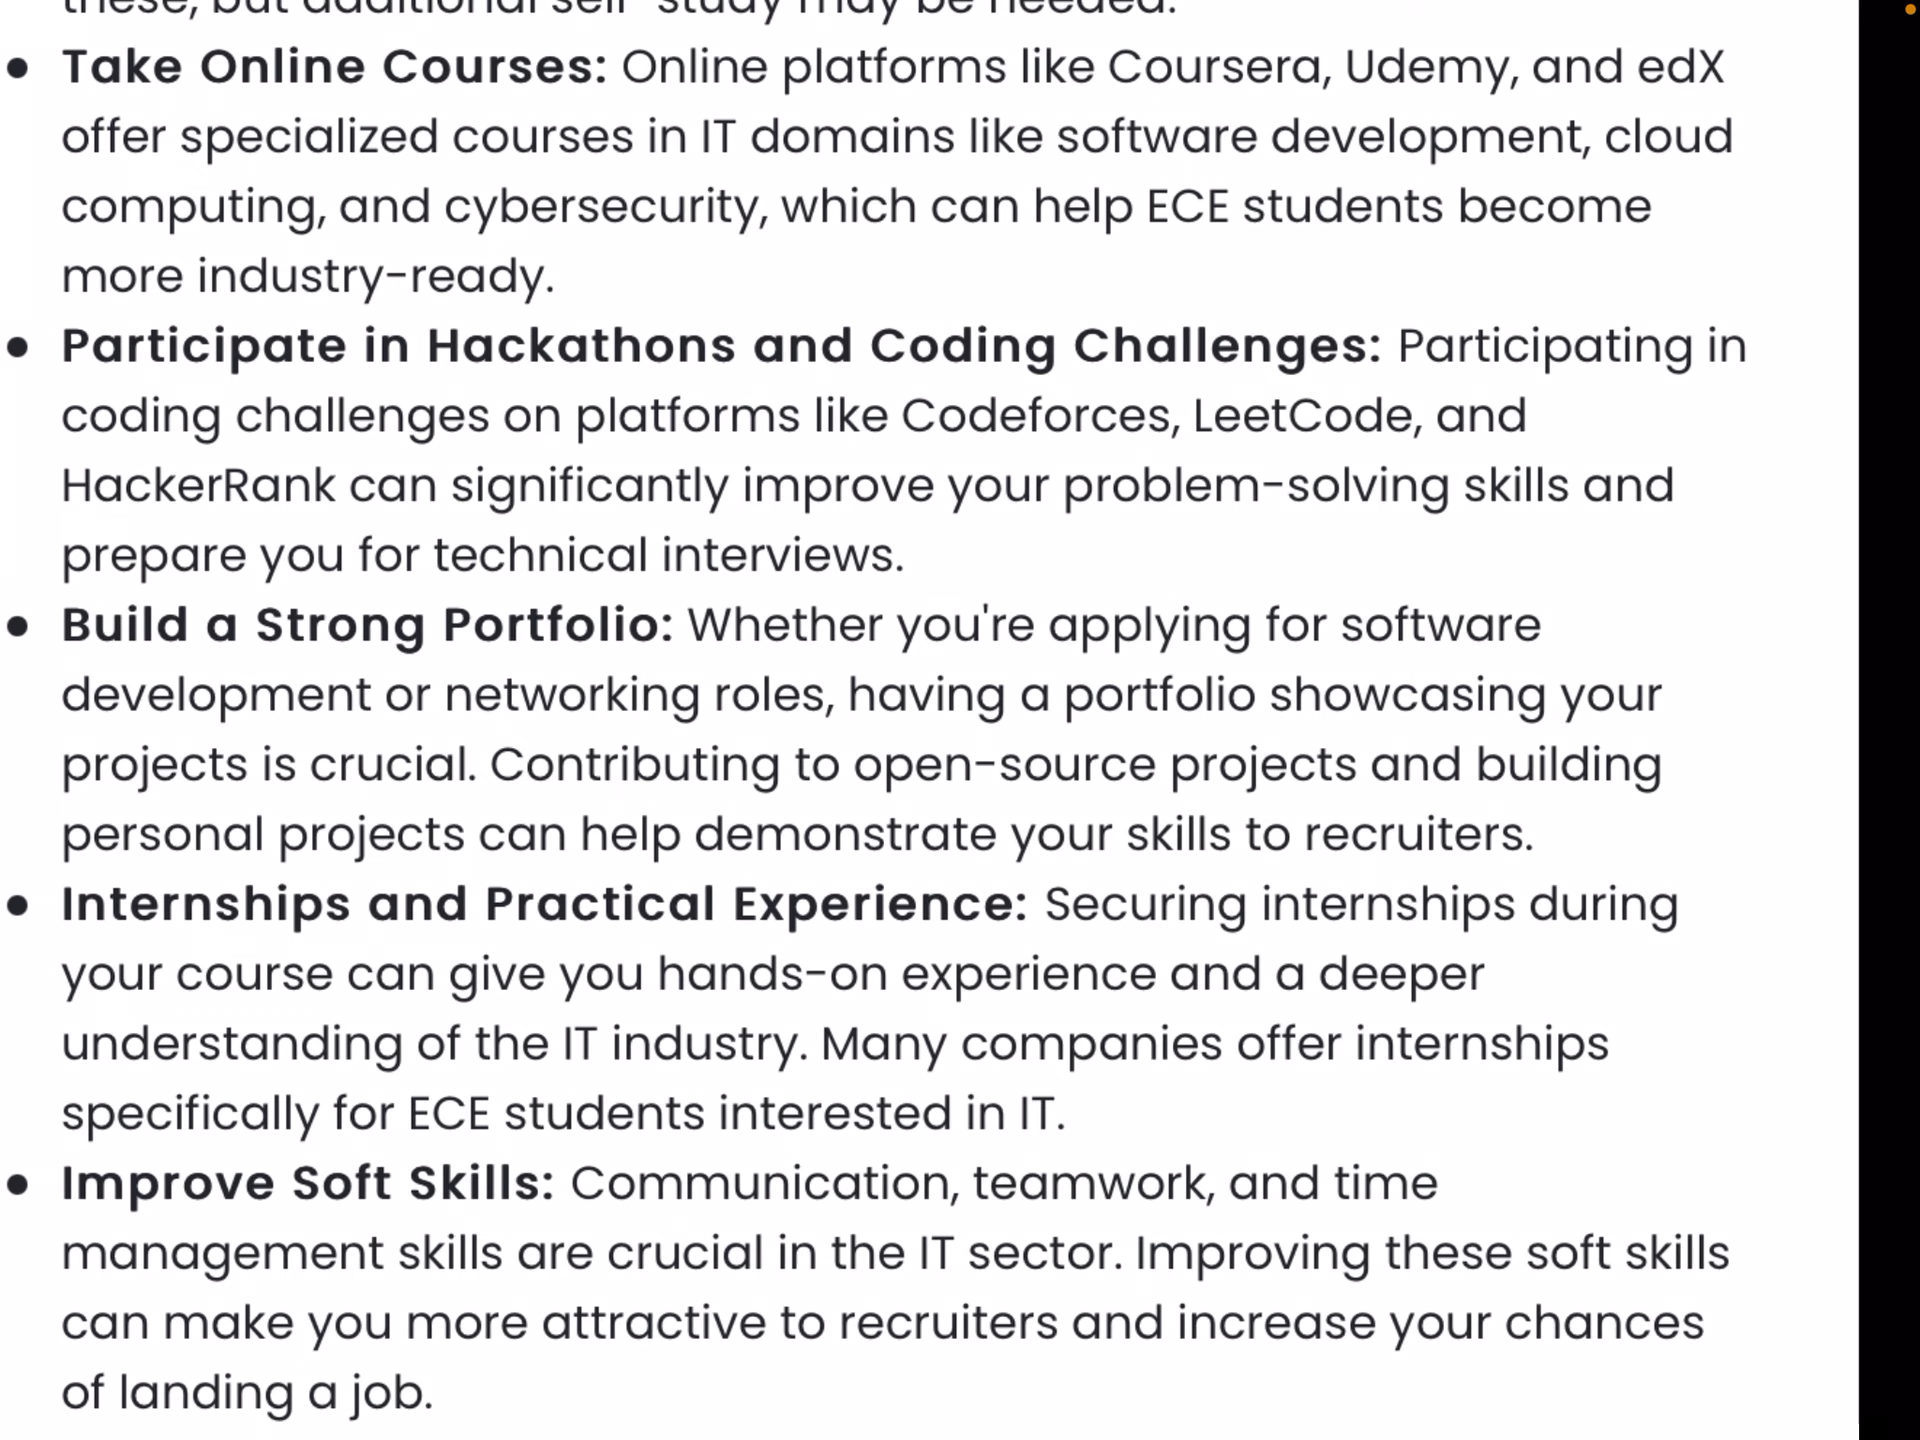 these, but additional self-study may be needed.
• Take Online Courses: Online platforms like Coursera, Udemy, and edX
offer specialized courses in IT domains like software development, cloud
computing, and cybersecurity, which can help ECE students become
more industry-ready.
• Participate in Hackathons and Coding Challenges: Participating in
coding challenges on platforms like Codeforces, LeetCode, and
HackerRank can significantly improve your problem-solving skills and
prepare you for technical interviews.
• Build a Strong Portfolio: Whether you're applying for software
development or networking roles, having a portfolio showcasing your
projects is crucial. Contributing to open-source projects and building
personal projects can help demonstrate your skills to recruiters.
• Internships and Practical Experience: Securing internships during
your course can give you hands-on experience and a deeper
understanding of the IT industry. Many companies offer internships
specifically for ECE students interested in IT.
• Improve Soft Skills: Communication, teamwork, and time
management skills are crucial in the IT sector. Improving these soft skills
can make you more attractive to recruiters and increase your chances
of landing a job.